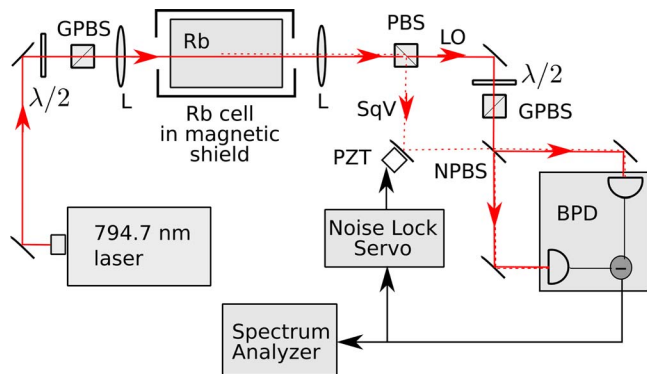 GPBS
λ/2
L
Rb
Rb cell
in magnetic
shield
L
PBS
LO
λ/2
GPBS
SqV
PZT
NPBS
BPD
−
794.7 nm
laser
Noise Lock
Servo
Spectrum
Analyzer